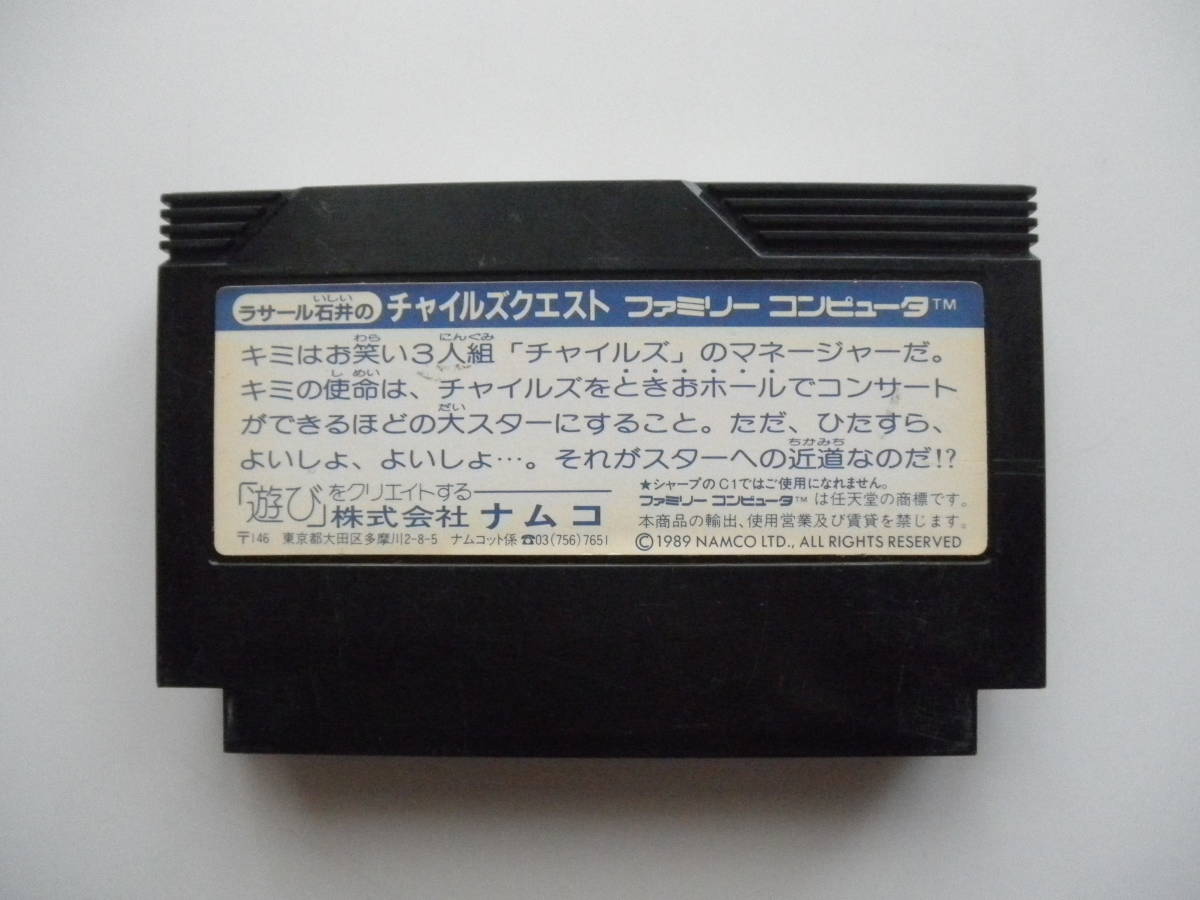 ラサール石井の チャイルズクエスト ファミリー コンピュータ™
キミはお笑い3人組「チャイルズ」のマネージャーだ。
キミの使命は、チャイルズをときおホールでコンサート
ができるほどの大スターにすること。ただ、ひたすら、
よいしょ、よいしょ…。それがスターへの近道なのだ!?
「遊び」をクリエイトする
株式会社 ナムコ
〒146 東京都大田区多摩川2-8-5 ナムコット係 ☎03(756)7651
★シャープのC1ではご使用になれません。
ファミリー コンピュータ™ は任天堂の商標です。
本商品の輸出、使用営業及び賃貸を禁じます。
©1989 NAMCO LTD., ALL RIGHTS RESERVED